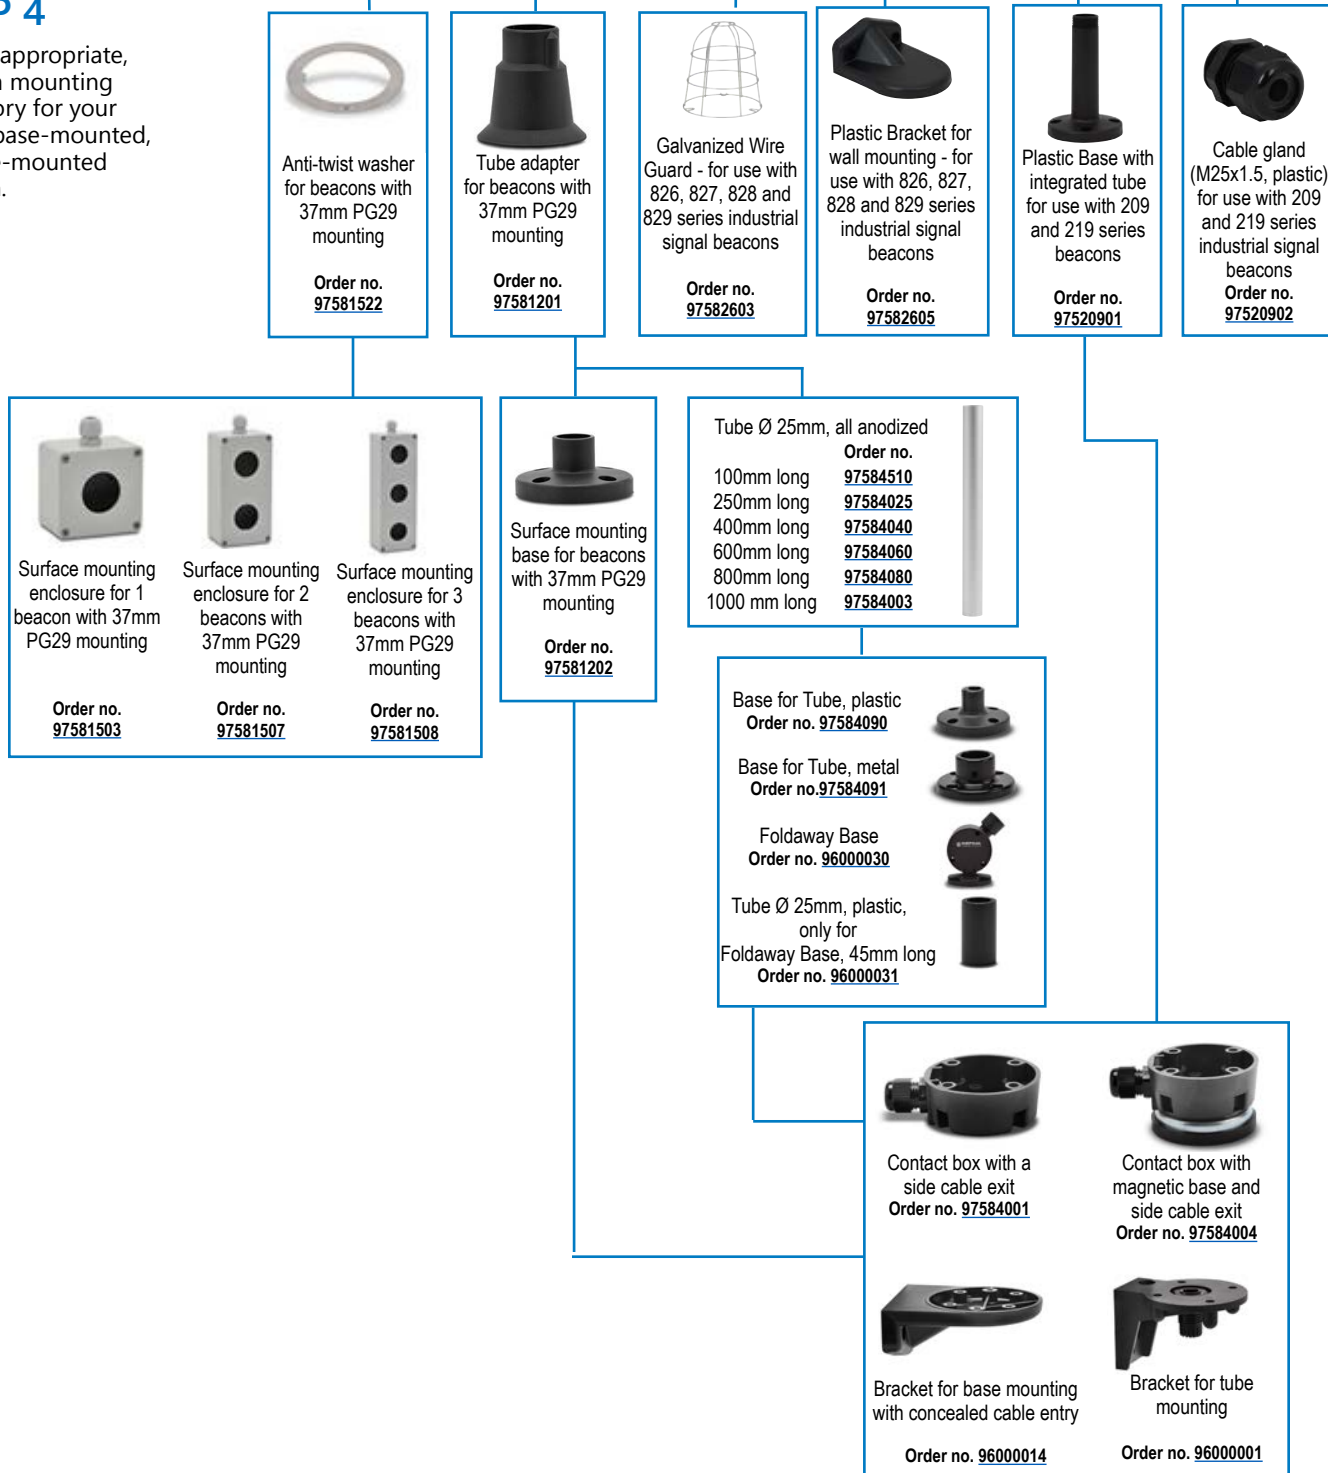 P 4
appropriate,
mounting
ory for your
base-mounted,
-mounted
Anti-twist washer
for beacons with
37mm PG29
mounting
Order no.
97581522
Tube adapter
for beacons with
37mm PG29
mounting
Order no.
97581201
Galvanized Wire
Guard - for use with
826, 827, 828 and
829 series industrial
signal beacons
Order no.
97582603
Plastic Bracket for
wall mounting - for
use with 826, 827,
828 and 829 series
industrial signal
beacons
Order no.
97582605
Plastic Base with
integrated tube
for use with 209
and 219 series
beacons
Order no.
97520901
Cable gland
(M25x1.5, plastic)
for use with 209
and 219 series
industrial signal
beacons
Order no.
97520902
Surface mounting
enclosure for 1
beacon with 37mm
PG29 mounting
Order no.
97581503
Surface mounting
enclosure for 2
beacons with
37mm PG29
mounting
Order no.
97581507
Surface mounting
enclosure for 3
beacons with
37mm PG29
mounting
Order no.
97581508
Surface mounting
base for beacons
with 37mm PG29
mounting
Order no.
97581202
Tube Ø 25mm, all anodized
Order no.
100mm long 97584510
250mm long 97584025
400mm long 97584040
600mm long 97584060
800mm long 97584080
1000 mm long 97584003
Base for Tube, plastic
Order no. 97584090
Base for Tube, metal
Order no.97584091
Foldaway Base
Order no. 96000030
Tube Ø 25mm, plastic,
only for
Foldaway Base, 45mm long
Order no. 96000031
Contact box with a
side cable exit
Order no. 97584001
Contact box with
magnetic base and
side cable exit
Order no. 97584004
Bracket for base mounting
with concealed cable entry
Order no. 96000014
Bracket for tube
mounting
Order no. 96000001